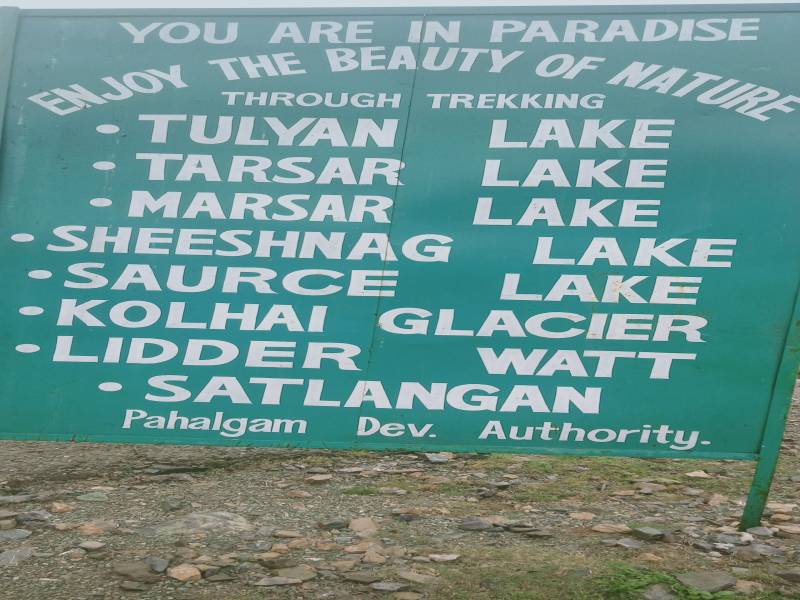 YOU ARE IN PARADISE
ENJOY THE BEAUTY OF NATURE
THROUGH TREKKING
• TULYAN LAKE
• TARSAR LAKE
• MARSAR LAKE
• SHEESHNAG LAKE
• SAURCE LAKE
• KOLHAI GLACIER
• LIDDER WATT
• SATLANGAN
Pahalgam Dev. Authority.